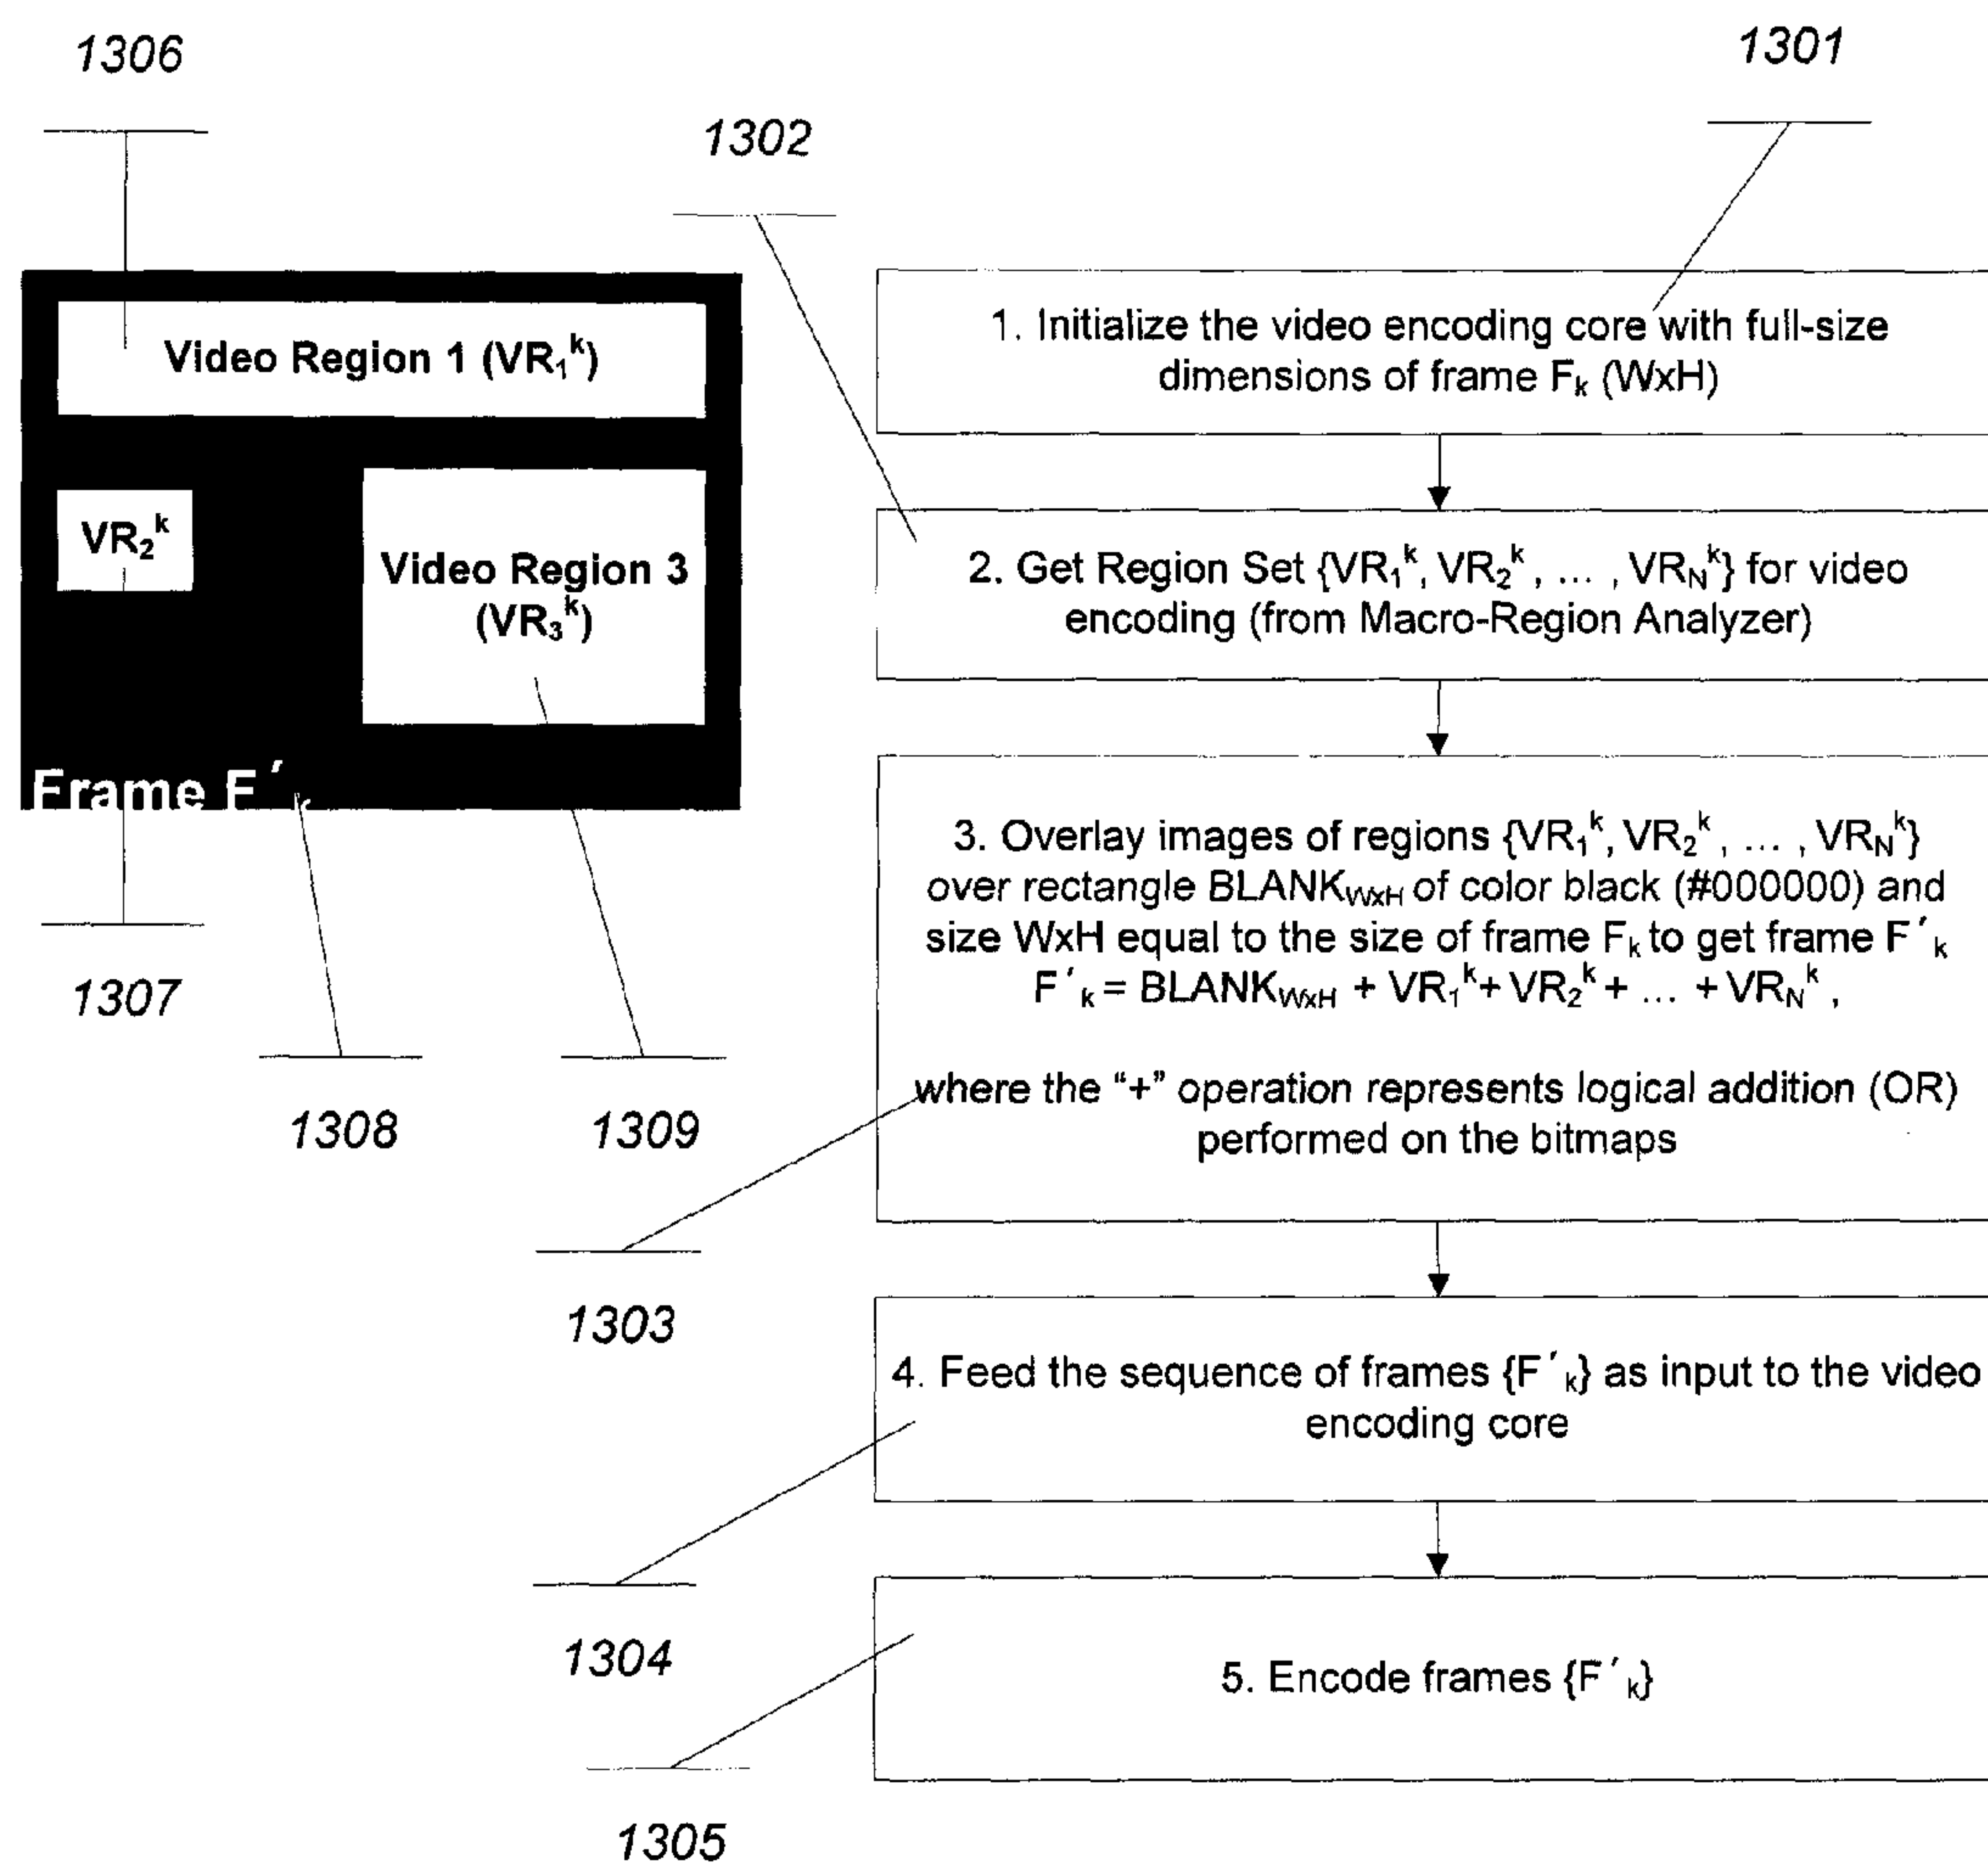 1306
1301
1302
Video Region 1 (VR₁ᵏ)
VR₂ᵏ
Video Region 3
(VR₃ᵏ)
Frame F′ₖ
1307
1308
1309
1303
1304
1305
1. Initialize the video encoding core with full-size
dimensions of frame Fₖ (WxH)
2. Get Region Set {VR₁ᵏ, VR₂ᵏ, ... , VR_Nᵏ} for video
encoding (from Macro-Region Analyzer)
3. Overlay images of regions {VR₁ᵏ, VR₂ᵏ, ... , VR_Nᵏ}
over rectangle BLANK_WxH of color black (#000000) and
size WxH equal to the size of frame Fₖ to get frame F′ₖ
F′ₖ = BLANK_WxH + VR₁ᵏ+ VR₂ᵏ + ... + VR_Nᵏ ,
where the “+” operation represents logical addition (OR)
performed on the bitmaps
4. Feed the sequence of frames {F′ₖ} as input to the video
encoding core
5. Encode frames {F′ₖ}